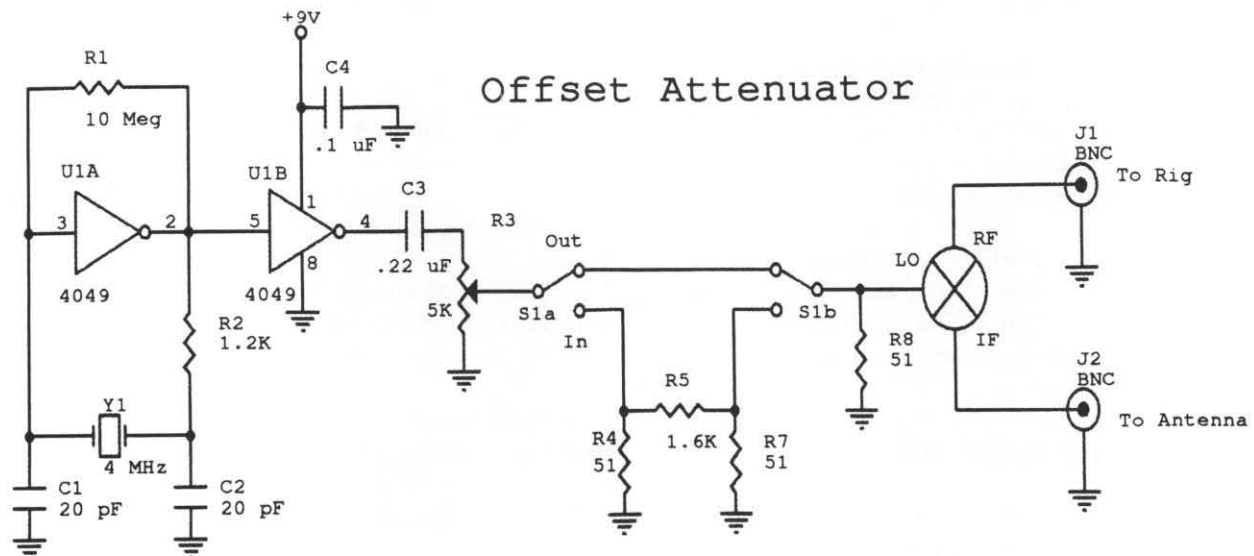 +9V
R1
10 Meg
C4
.1 uF
Offset Attenuator
J1
BNC
To Rig
U1A
3
2
4049
U1B
5
1
4
8
4049
C3
.22 uF
R3
5K
Out
S1a
In
S1b
LO
RF
IF
R2
1.2K
R8
51
J2
BNC
To Antenna
R5
1.6K
R4
51
R7
51
Y1
4 MHz
C1
20 pF
C2
20 pF